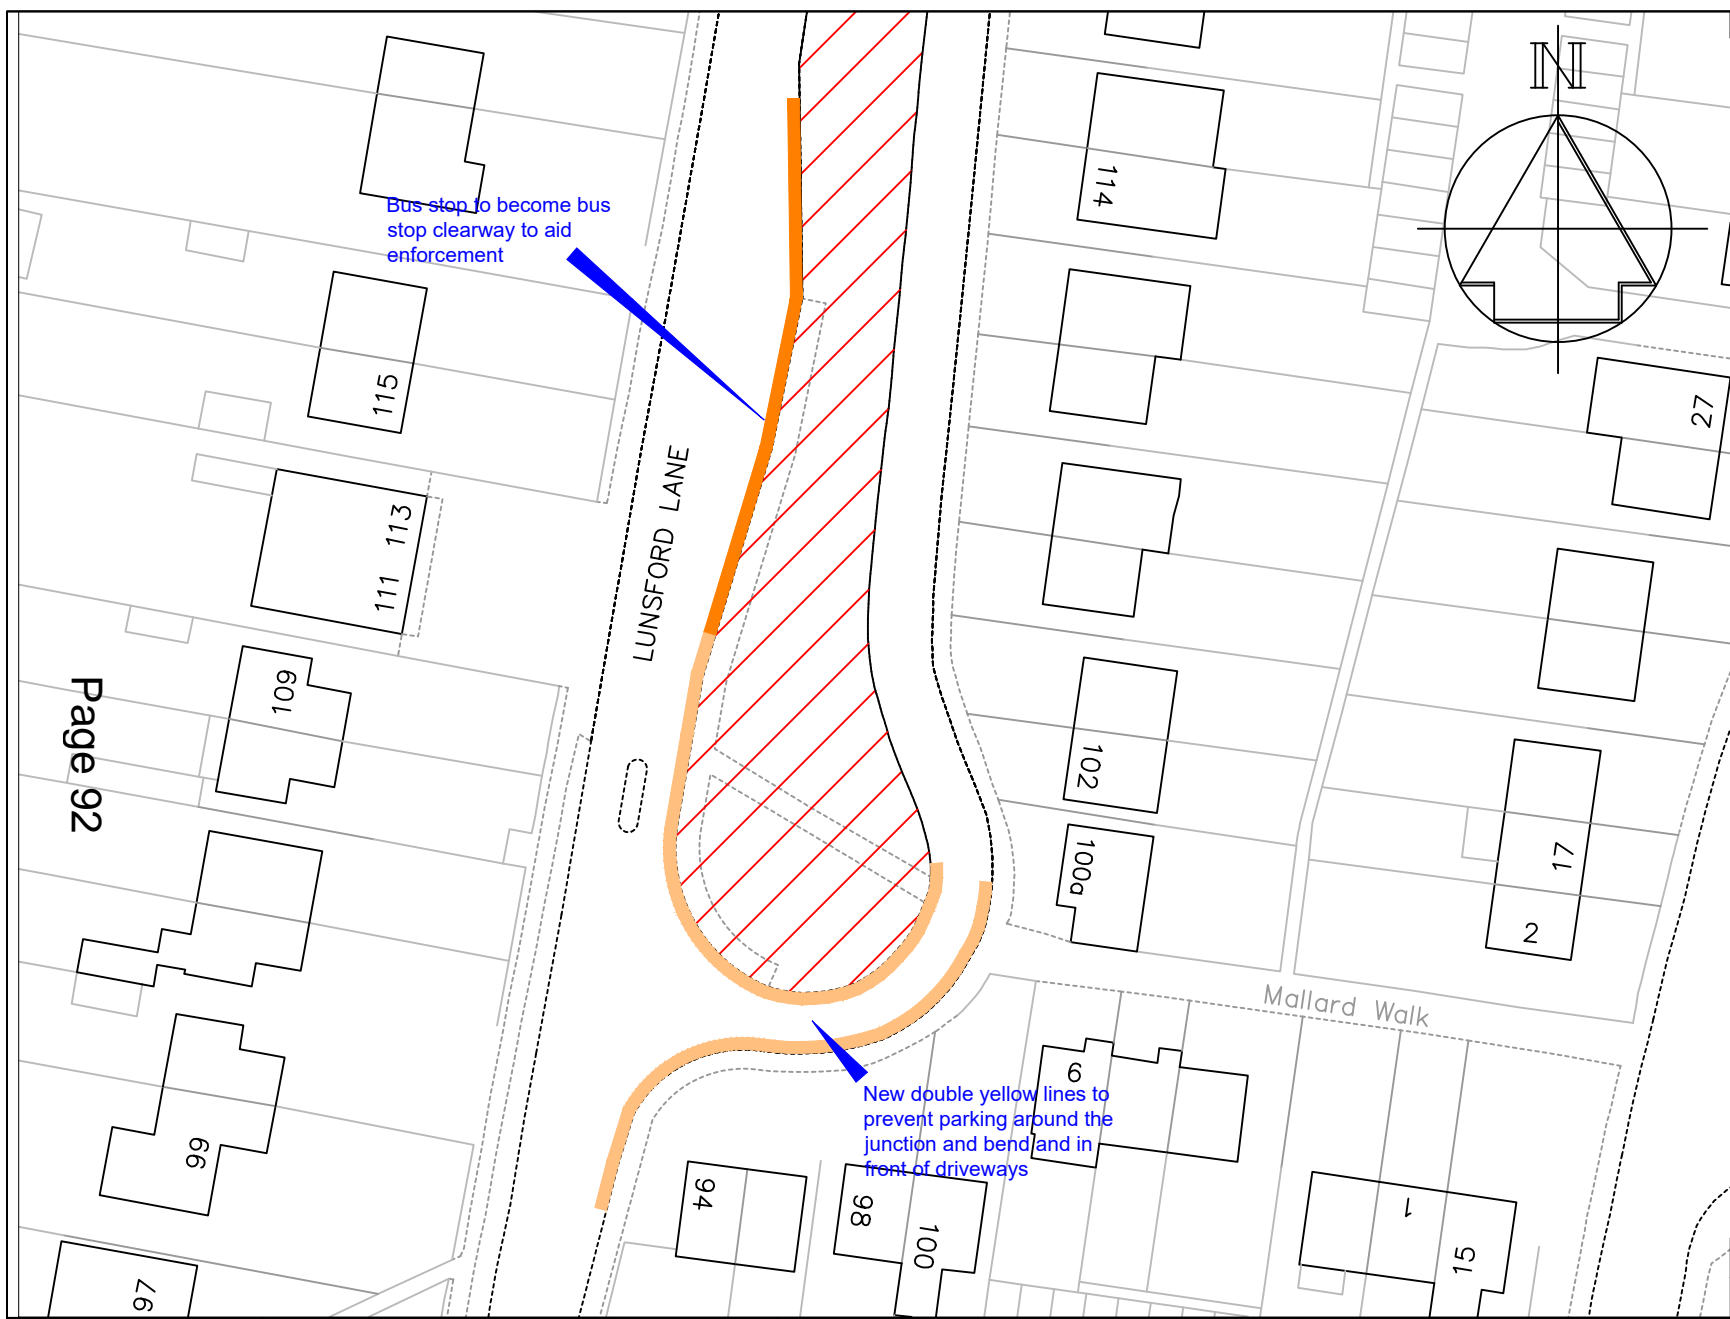 N
Bus stop to become bus
stop clearway to aid
enforcement
114
115
27
LUNSFORD LANE
113
111
109
Page 92
102
100a
17
2
Mallard Walk
9
New double yellow lines to
prevent parking around the
junction and bend and in
front of driveways
99
94
98
100
1
15
97